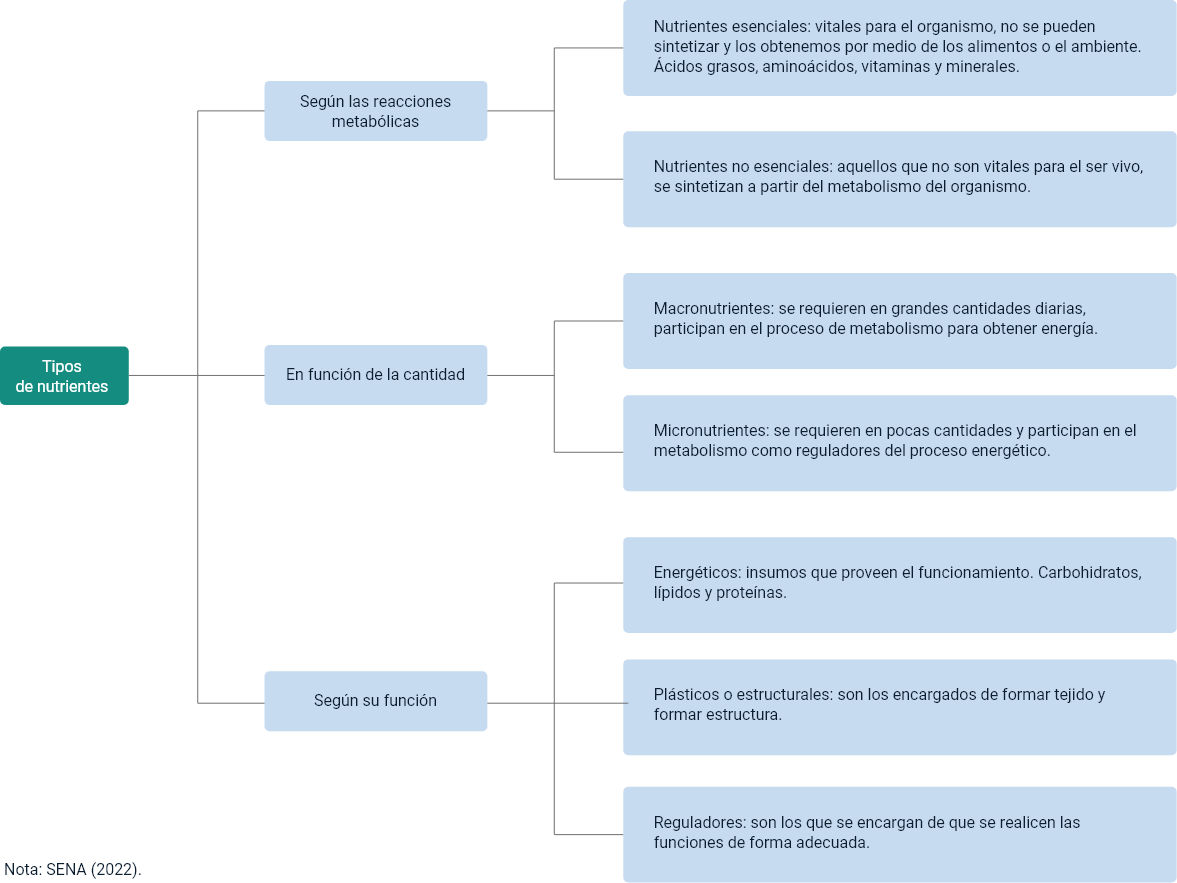 Tipos
de nutrientes
Según las reacciones
metabólicas
Nutrientes esenciales: vitales para el organismo, no se pueden
sintetizar y los obtenemos por medio de los alimentos o el ambiente.
Ácidos grasos, aminoácidos, vitaminas y minerales.
Nutrientes no esenciales: aquellos que no son vitales para el ser vivo,
se sintetizan a partir del metabolismo del organismo.
En función de la cantidad
Macronutrientes: se requieren en grandes cantidades diarias,
participan en el proceso de metabolismo para obtener energía.
Micronutrientes: se requieren en pocas cantidades y participan en el
metabolismo como reguladores del proceso energético.
Según su función
Energéticos: insumos que proveen el funcionamiento. Carbohidratos,
lípidos y proteínas.
Plásticos o estructurales: son los encargados de formar tejido y
formar estructura.
Reguladores: son los que se encargan de que se realicen las
funciones de forma adecuada.
Nota: SENA (2022).